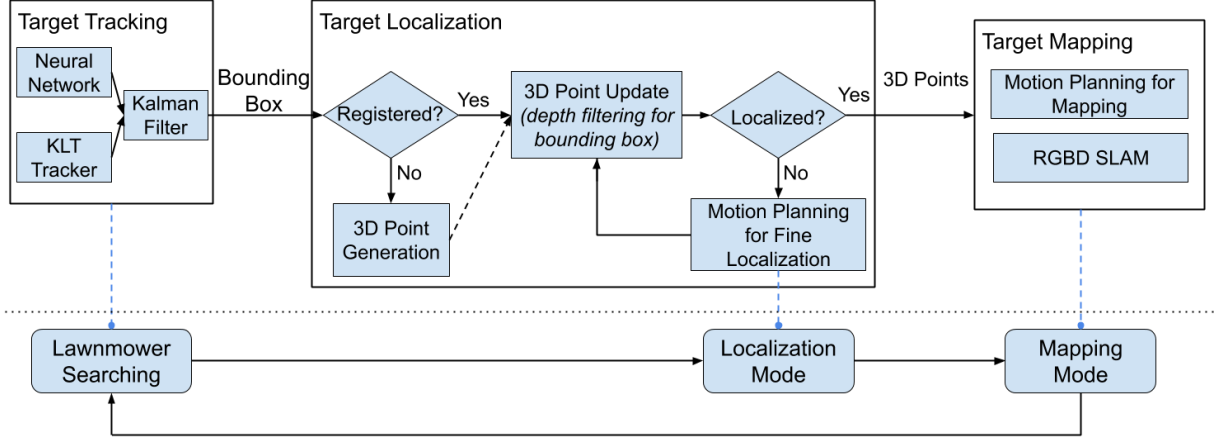 Target Tracking
Neural
Network
KLT
Tracker
Kalman
Filter
Bounding
Box
Target Localization
Registered?
Yes
No
3D Point
Generation
3D Point Update
(depth filtering for
bounding box)
Localized?
Yes
No
Motion Planning
for Fine
Localization
3D Points
Target Mapping
Motion Planning for
Mapping
RGBD SLAM
Lawnmower
Searching
Localization
Mode
Mapping
Mode